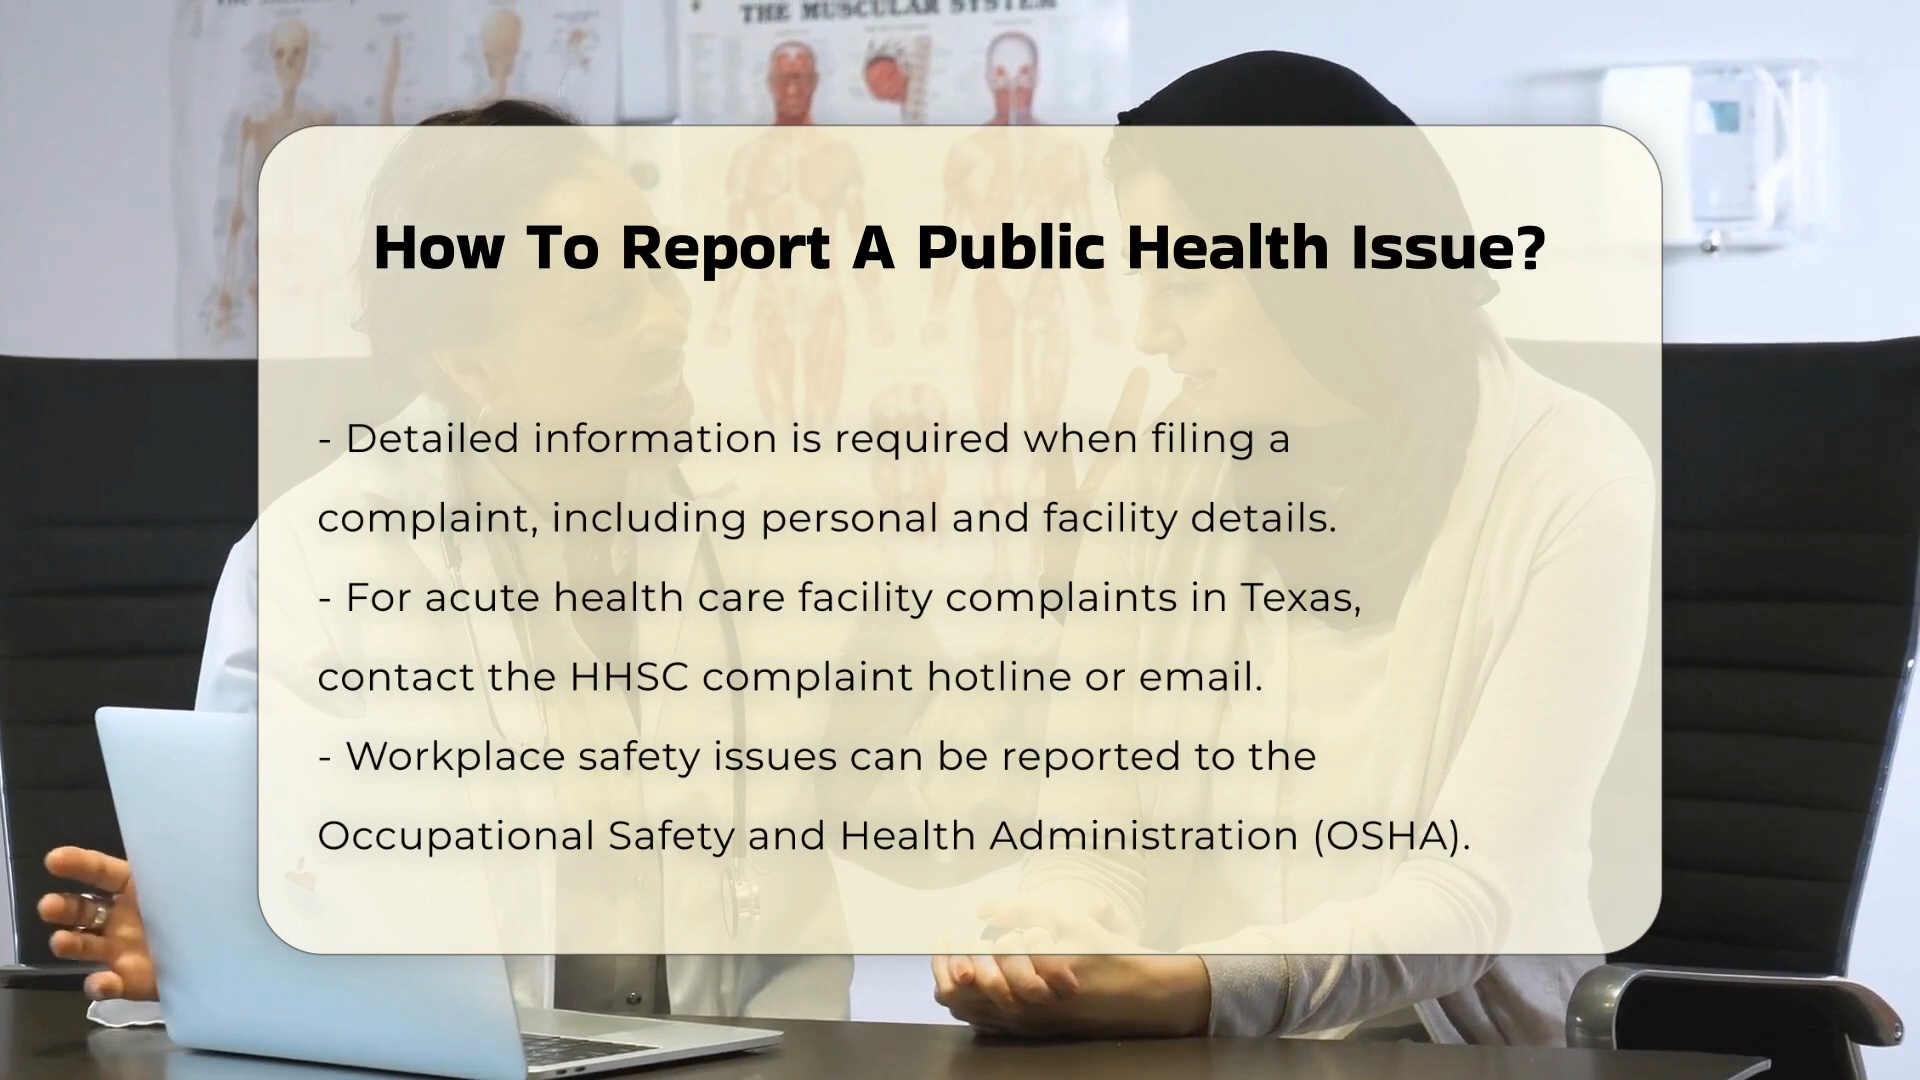 THE MUSCULAR SYSTEM
How To Report A Public Health Issue?
- Detailed information is required when filing a
complaint, including personal and facility details.
- For acute health care facility complaints in Texas,
contact the HHSC complaint hotline or email.
- Workplace safety issues can be reported to the
Occupational Safety and Health Administration (OSHA).